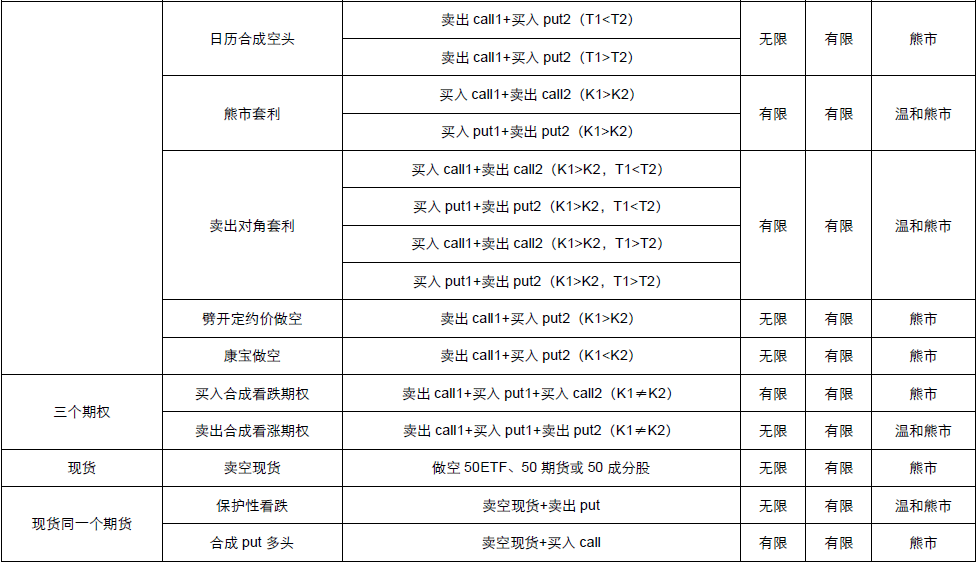 日历合成空头
卖出 call1+买入 put2（T1<T2）
无限
有限
熊市
卖出 call1+买入 put2（T1>T2）
熊市套利
买入 call1+卖出 call2（K1>K2）
有限
有限
温和熊市
买入 put1+卖出 put2（K1>K2）
卖出对角套利
买入 call1+卖出 call2（K1>K2，T1<T2）
买入 put1+卖出 put2（K1>K2，T1<T2）
有限
有限
温和熊市
买入 call1+卖出 call2（K1>K2，T1>T2）
买入 put1+卖出 put2（K1>K2，T1>T2）
劈开定约价做空
卖出 call1+买入 put2（K1>K2）
无限
有限
熊市
康宝做空
卖出 call1+买入 put2（K1<K2）
无限
有限
熊市
三个期权
买入合成看跌期权
卖出 call1+买入 put1+买入 call2（K1≠K2）
有限
有限
熊市
卖出合成看涨期权
卖出 call1+买入 put1+卖出 put2（K1≠K2）
无限
有限
温和熊市
现货
卖空现货
做空 50ETF、50 期货或 50 成分股
无限
有限
熊市
现货同一个期货
保护性看跌
卖空现货+卖出 put
无限
有限
温和熊市
合成 put 多头
卖空现货+买入 call
有限
有限
熊市